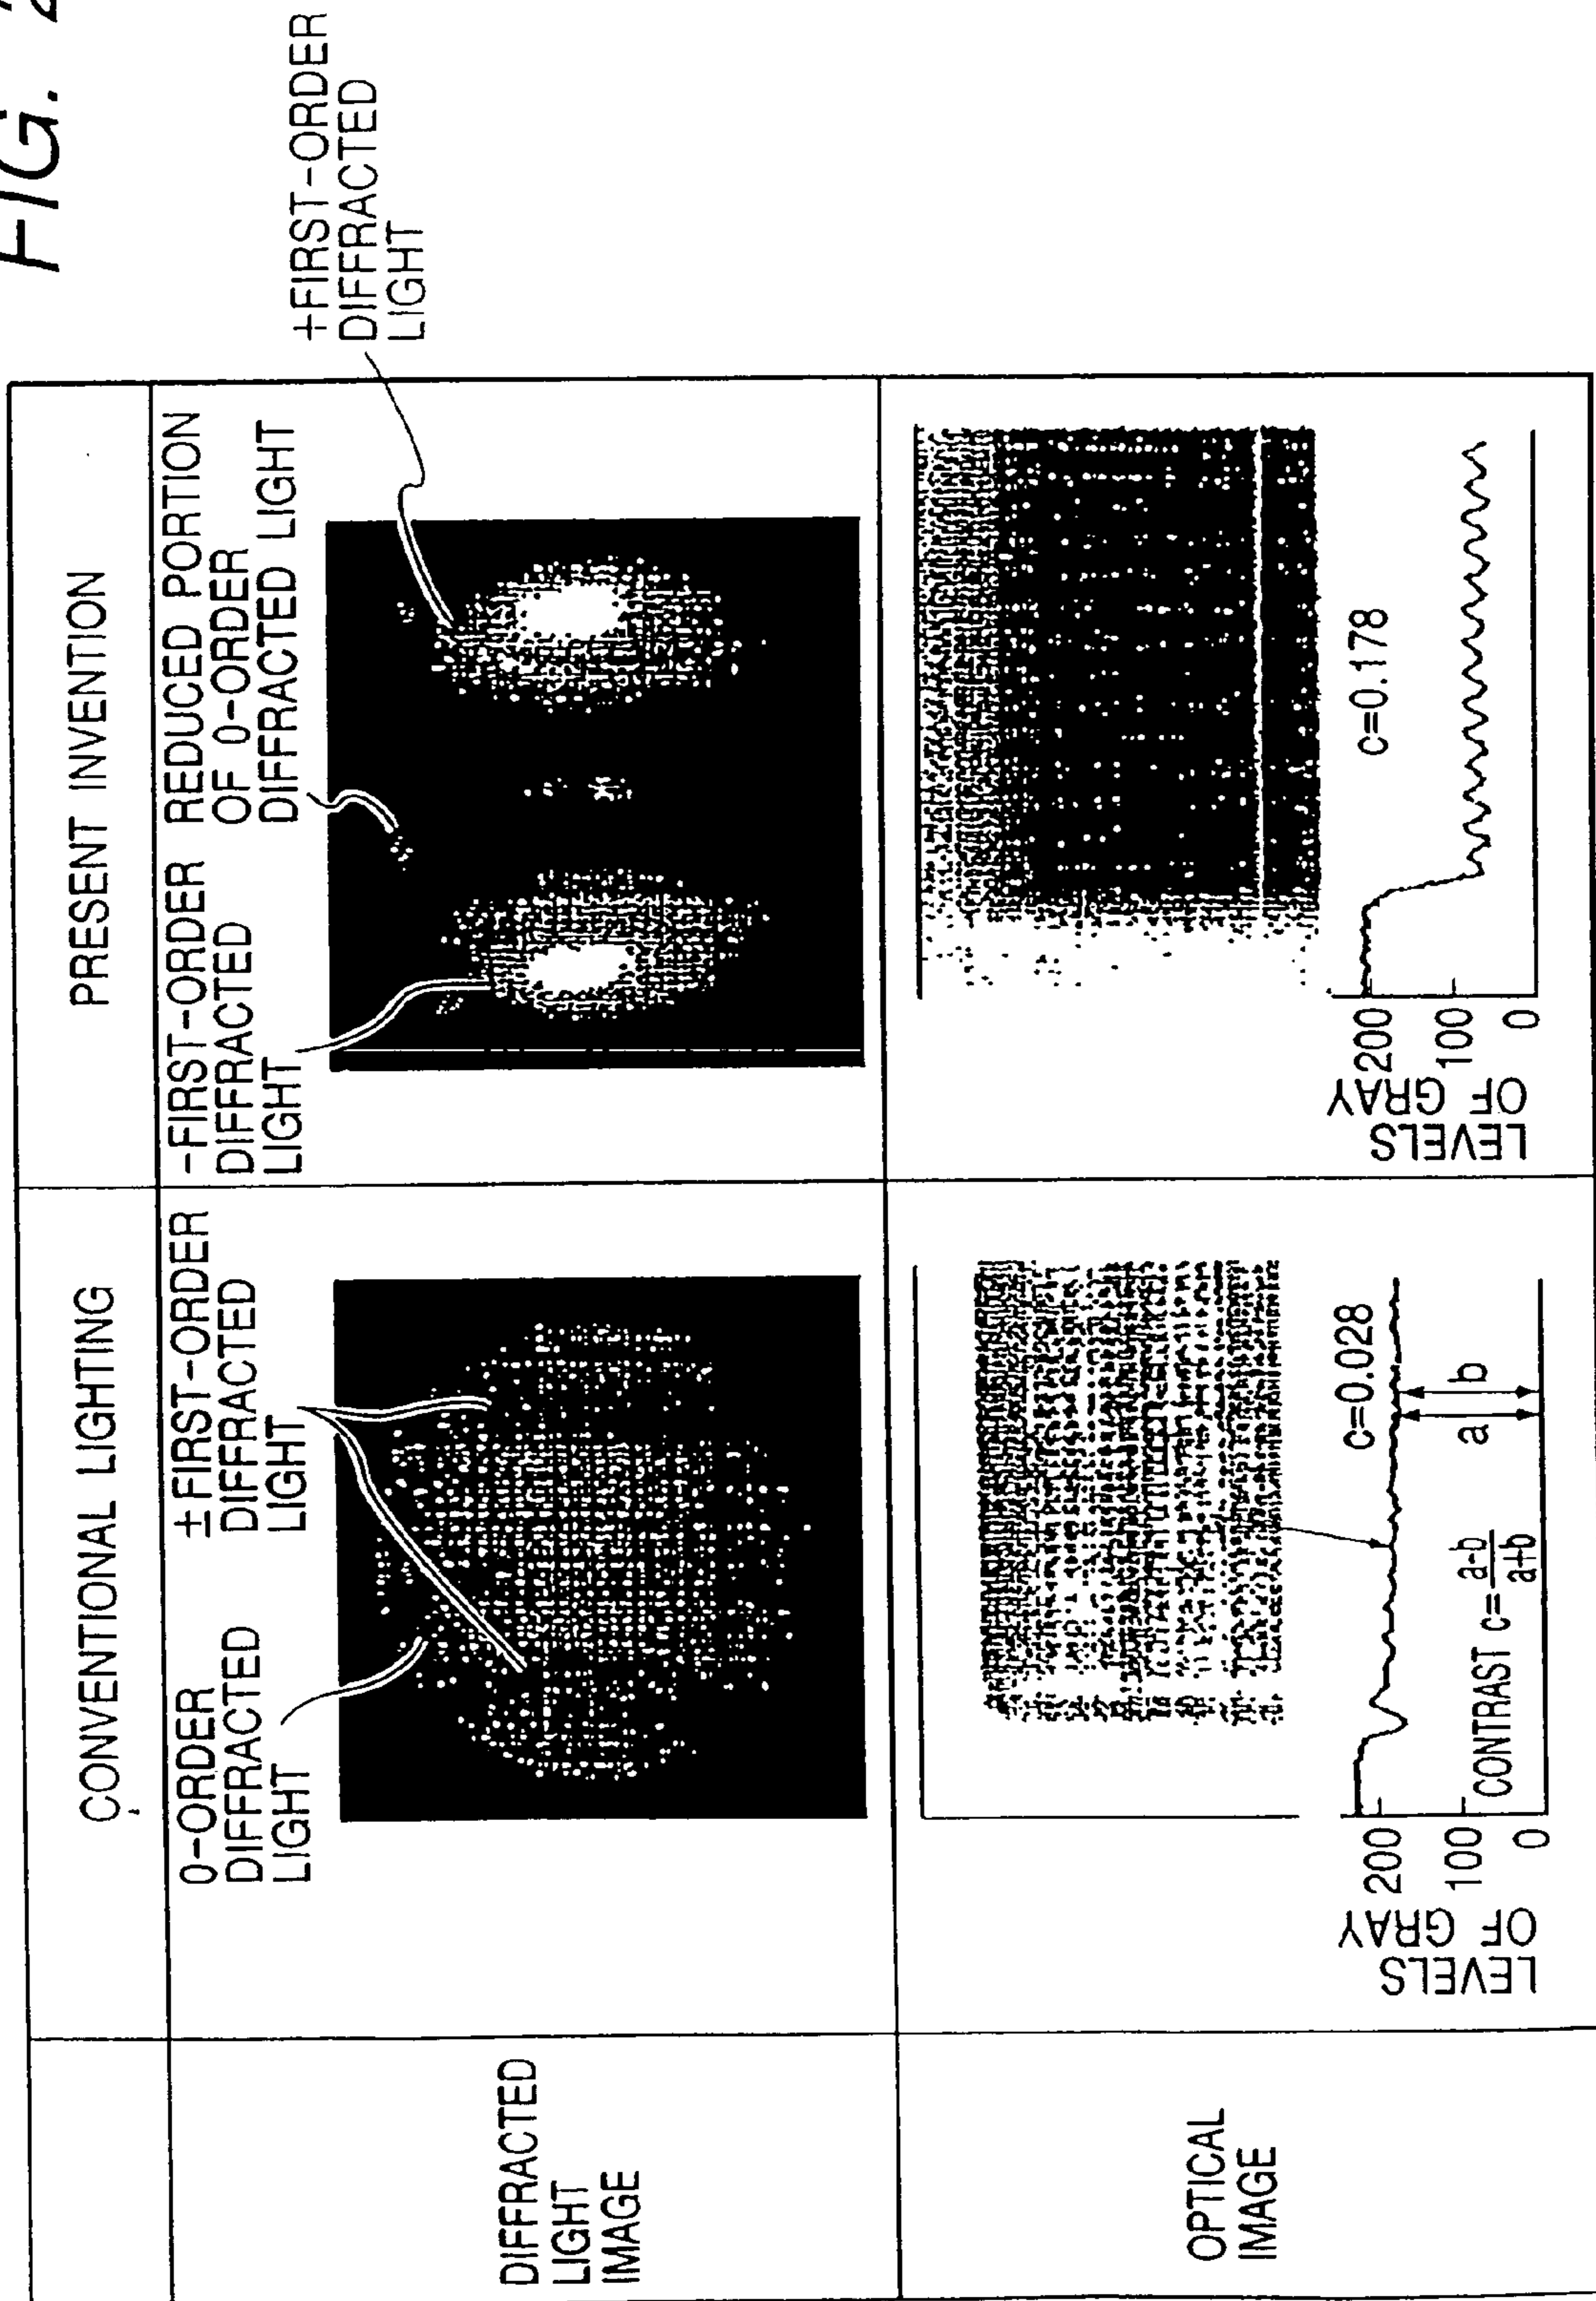 FIG. 2
CONVENTIONAL LIGHTING
PRESENT INVENTION
DIFFRACTED
LIGHT
IMAGE
0-ORDER
DIFFRACTED
LIGHT
±FIRST-ORDER
DIFFRACTED
LIGHT
-FIRST-ORDER
DIFFRACTED
LIGHT
REDUCED PORTION
OF 0-ORDER
DIFFRACTED LIGHT
+FIRST-ORDER
DIFFRACTED
LIGHT
OPTICAL
IMAGE
LEVELS
OF GRAY
200
100
0
c=0.028
a
b
CONTRAST c=a-b/a+b
LEVELS
OF GRAY
200
100
0
c=0.178